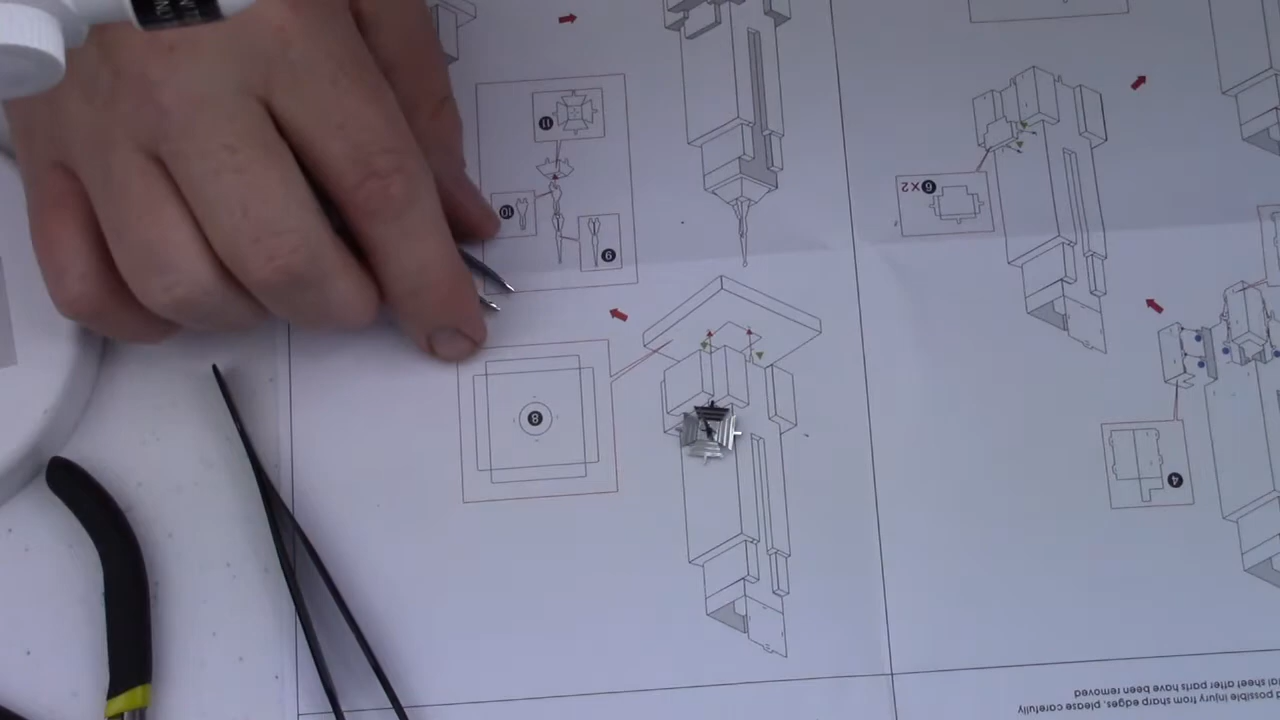 11
10
9
8
6 X2
4
possible injury from sharp edges, please carefully
sheet after parts have been removed